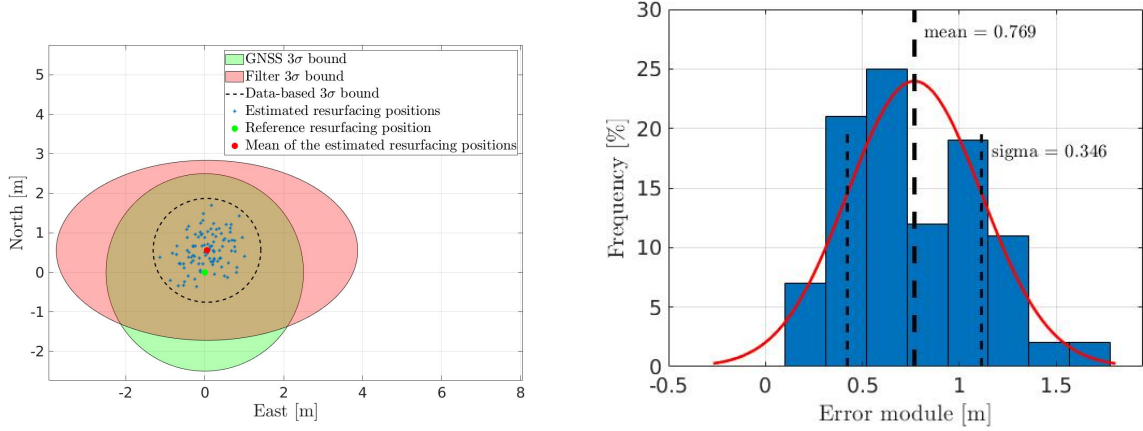 GNSS 3σ bound
Filter 3σ bound
Data-based 3σ bound
Estimated resurfacing positions
Reference resurfacing position
Mean of the estimated resurfacing positions
5
4
3
2
1
0
-1
-2
North [m]
-2 0 2 4 6 8
East [m]
30
25
20
15
10
5
0
Frequency [%]
mean = 0.769
sigma = 0.346
-0.5 0 0.5 1 1.5
Error module [m]